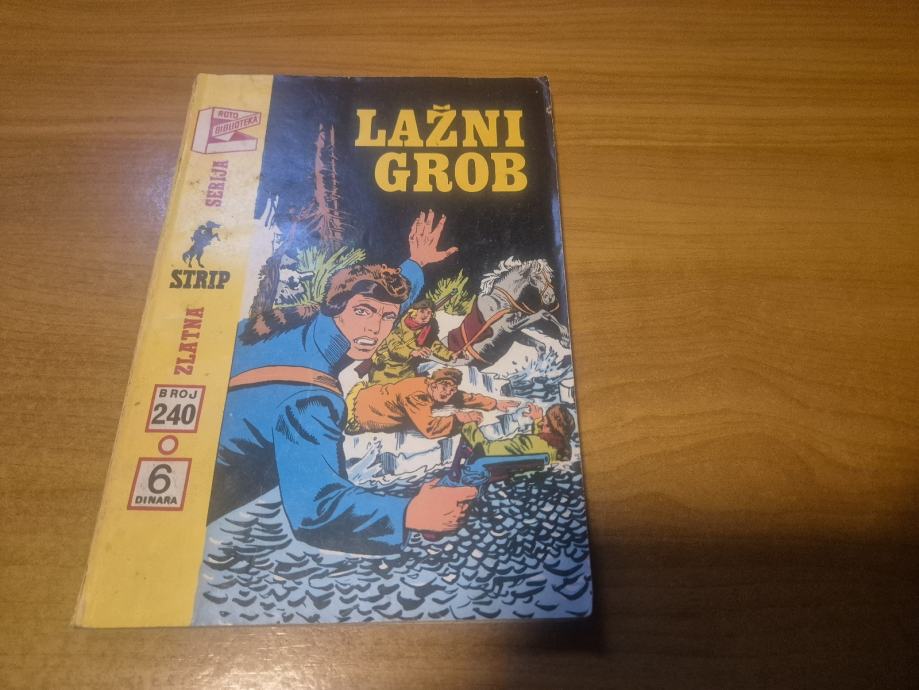 LAŽNI
GROB
ROTO
BIBLIOTEKA
ZLATNA
SERIJA
STRIP
BROJ
240
6
DINARA